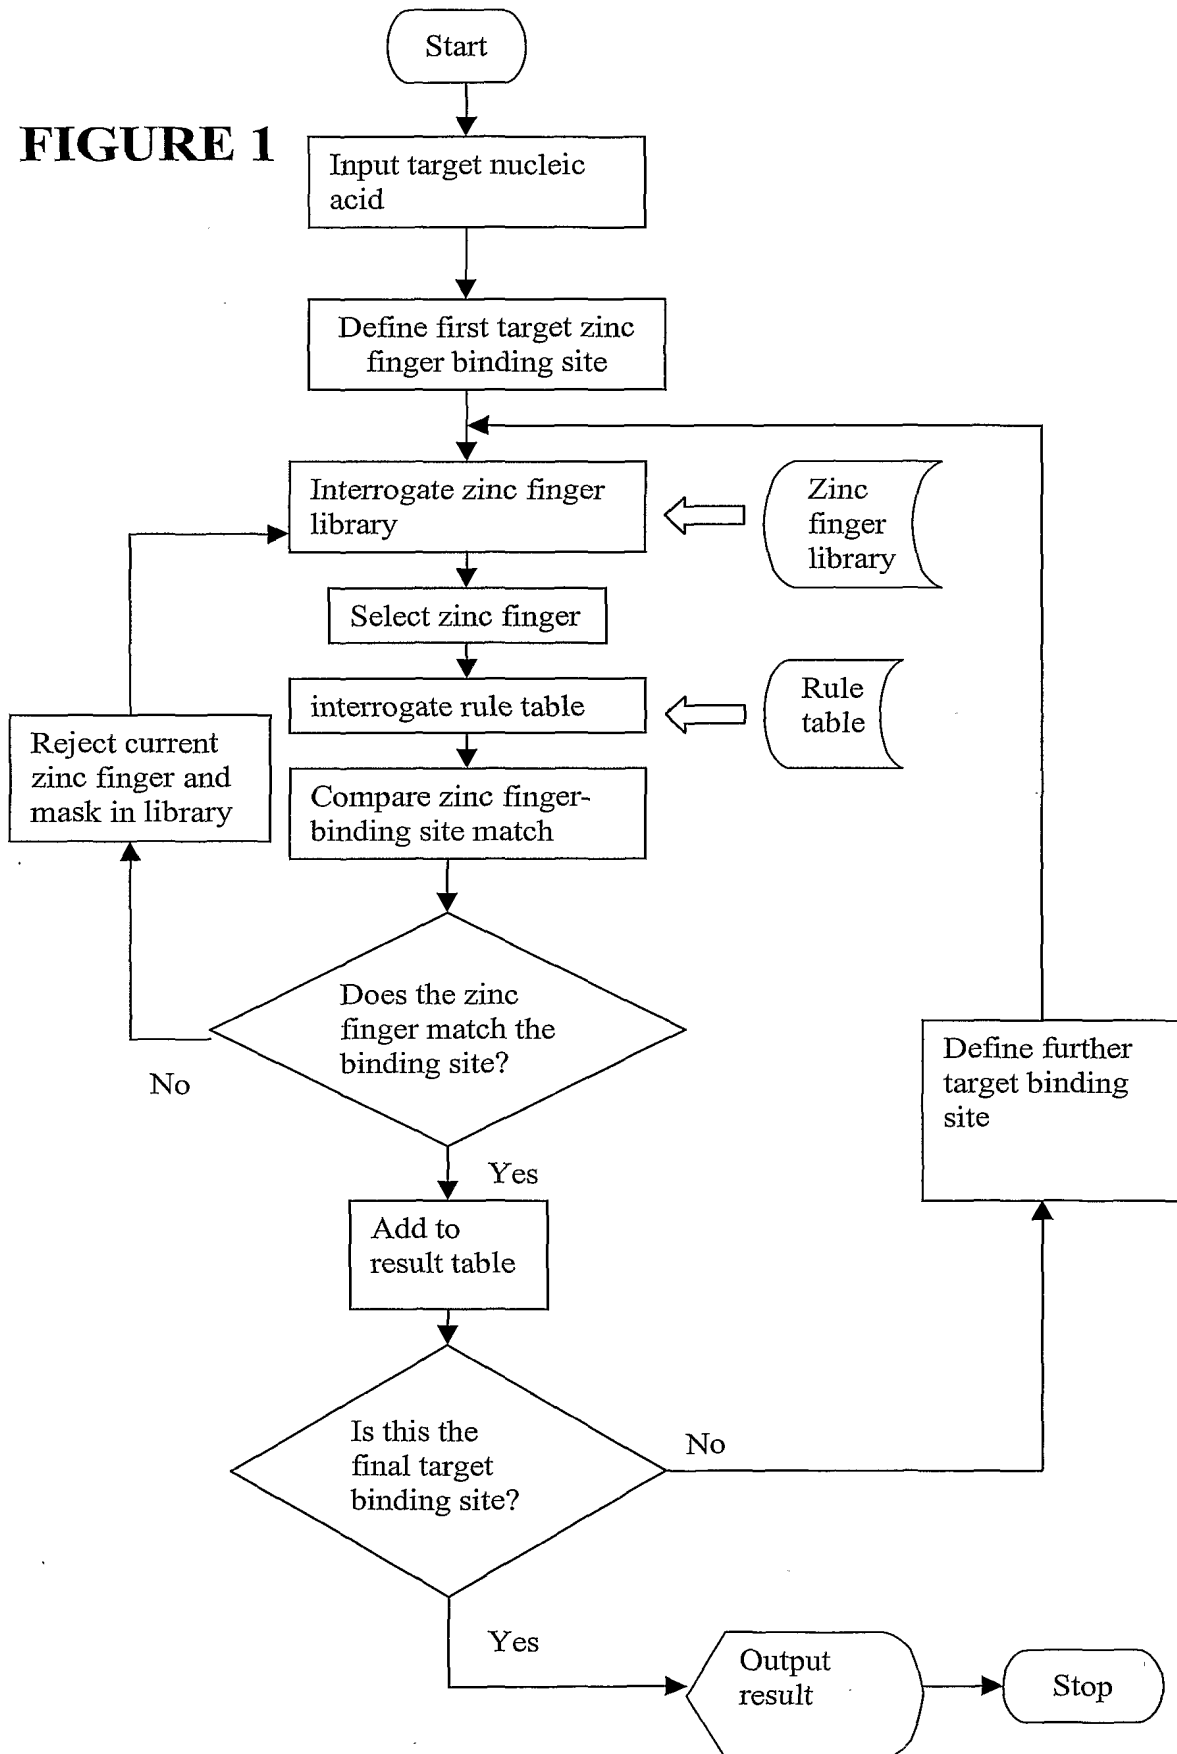 Start
FIGURE 1
Input target nucleic
acid
Define first target zinc
finger binding site
Interrogate zinc finger
library
Zinc
finger
library
Select zinc finger
interrogate rule table
Rule
table
Reject current
zinc finger and
mask in library
Compare zinc finger-
binding site match
Does the zinc
finger match the
binding site?
No
Define further
target binding
site
Yes
Add to
result table
Is this the
final target
binding site?
No
Yes
Output
result
Stop